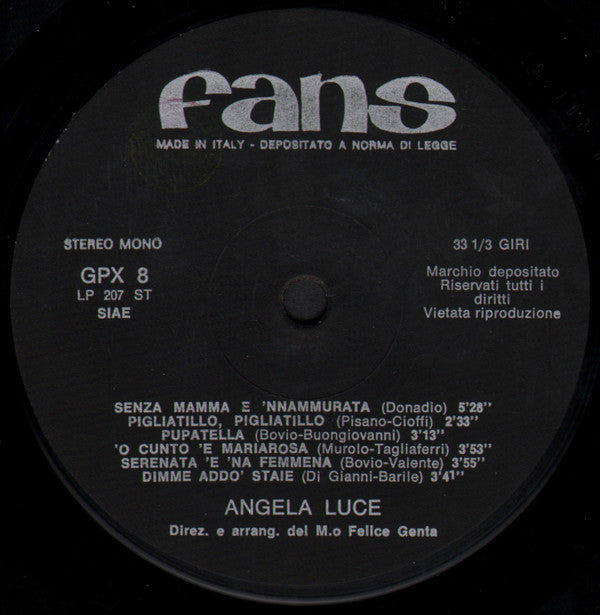 fans
MADE IN ITALY - DEPOSITATO A NORMA DI LEGGE
STEREO MONO
33 1/3 GIRI
GPX 8
LP 207 ST
SIAE
Marchio depositato
Riservati tutti i
diritti
Vietata riproduzione
SENZA MAMMA E 'NNAMMURATA (Donadio) 5'28"
PIGLIATILLO, PIGLIATILLO (Pisano-Cioffi) 2'33"
PUPATELLA (Bovio-Buongiovanni) 3'13"
'O CUNTO 'E MARIAROSA (Murolo-Tagliaferri) 3'53"
SERENATA 'E 'NA FEMMENA (Bovio-Valente) 3'55"
DIMME ADDO' STAIE (Di Gianni-Barile) 3'41"
ANGELA LUCE
Direz. e arrang. del M.o Felice Genta